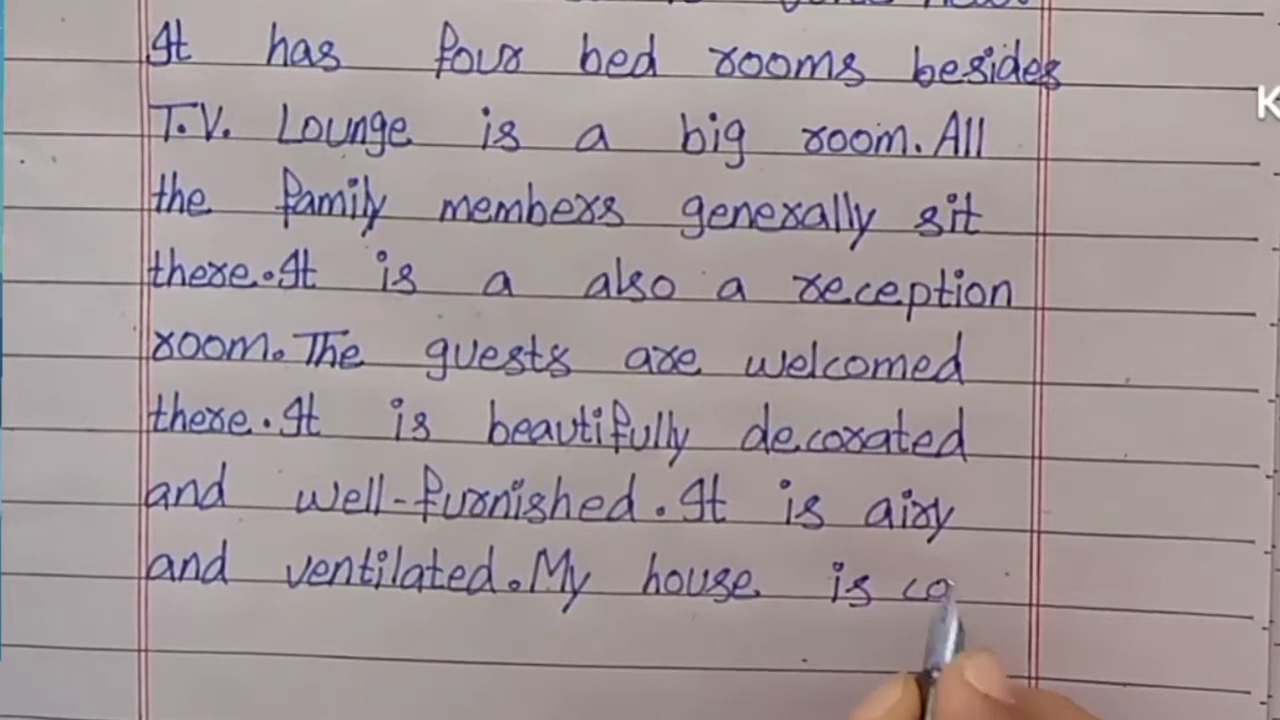 It has four bed rooms besides
T.V. Lounge is a big room. All
the family members generally sit
there. It is a also a reception
room. The guests are welcomed
there. It is beautifully decorated
and well-furnished. It is airy
and ventilated. My house is co
K